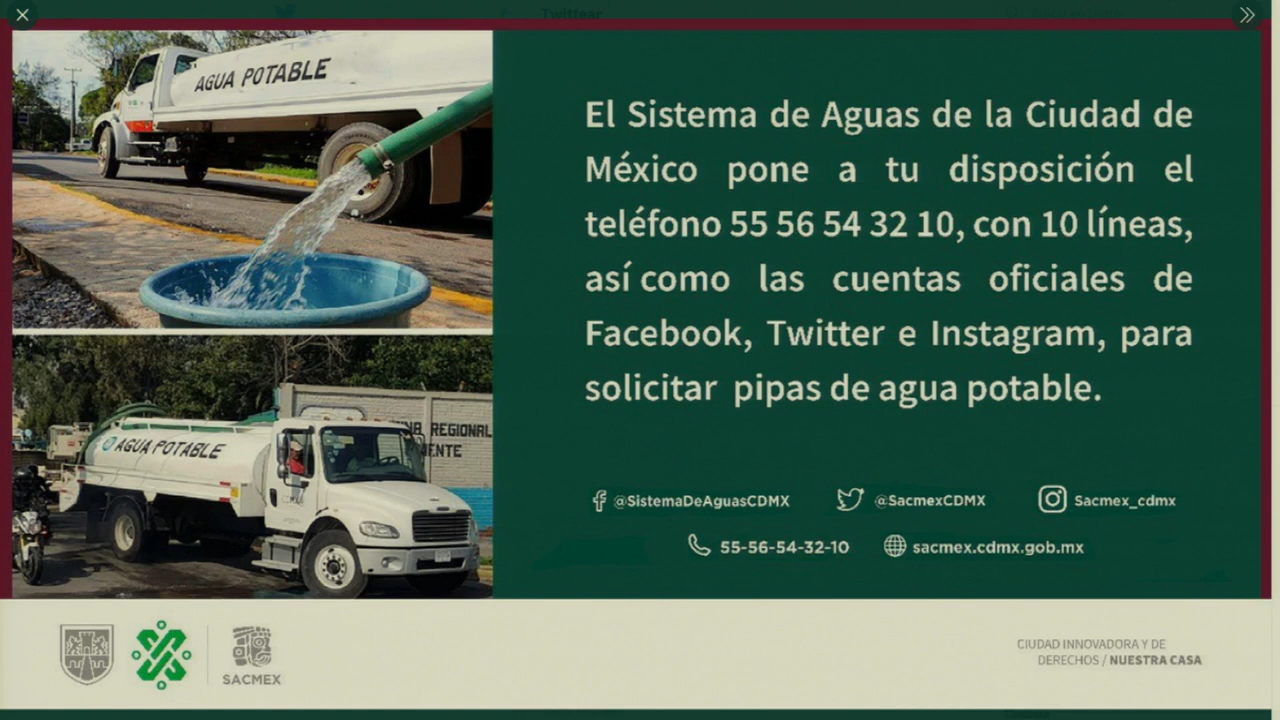 Twittear
AGUA POTABLE
El Sistema de Aguas de la Ciudad de
México pone a tu disposición el
teléfono 55 56 54 32 10, con 10 líneas,
así como las cuentas oficiales de
Facebook, Twitter e Instagram, para
solicitar pipas de agua potable.
AGUA POTABLE
REGIONAL
@SistemaDeAguasCDMX
@SacmexCDMX
Sacmex_cdmx
55-56-54-32-10
sacmex.cdmx.gob.mx
SACMEX
CIUDAD INNOVADORA Y DE
DERECHOS / NUESTRA CASA